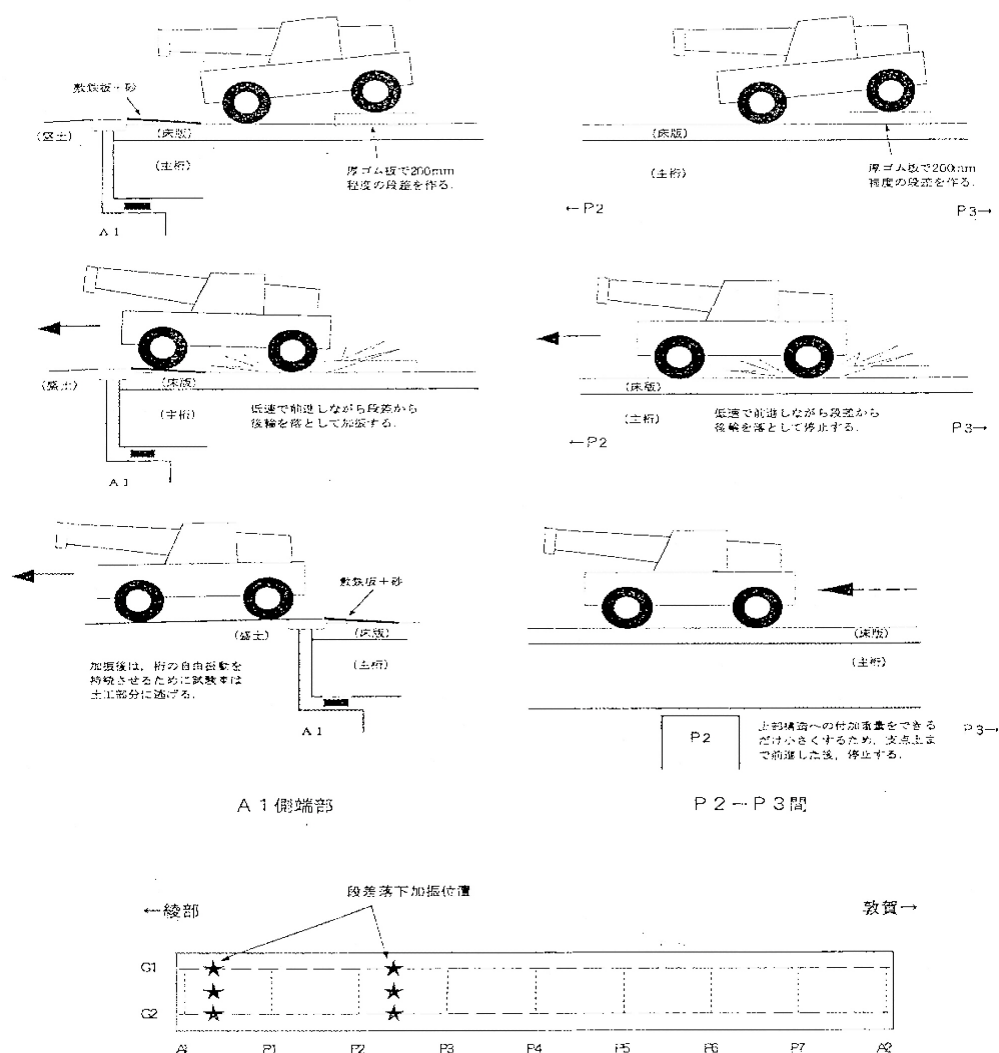 敷鉄板＋砂
(盛土)
(床版)
(主桁)
厚ゴム板で200mm
程度の段差を作る.
A1
(床版)
(主桁)
厚ゴム板で200mm
程度の段差を作る.
←P2
P3→
(盛土)
(床版)
(主桁)
低速で前進しながら段差から
後輪を落として加振する.
A1
(床版)
(主桁)
低速で前進しながら段差から
後輪を落として停止する.
←P2
P3→
敷鉄板＋砂
(盛土)
(床版)
(主桁)
加振後は，桁の自由振動を
持続させるために試験車は
土工部分に逃げる.
A1
(床版)
(主桁)
P2
上部構造への付加重量をできる
だけ小さくするため，支点上ま
で前進した後，停止する.
P3→
A1側端部
P2－P3間
段差落下加振位置
←綾部
敦賀→
G1
G2
A1 P1 P2 P3 P4 P5 P6 P7 A2